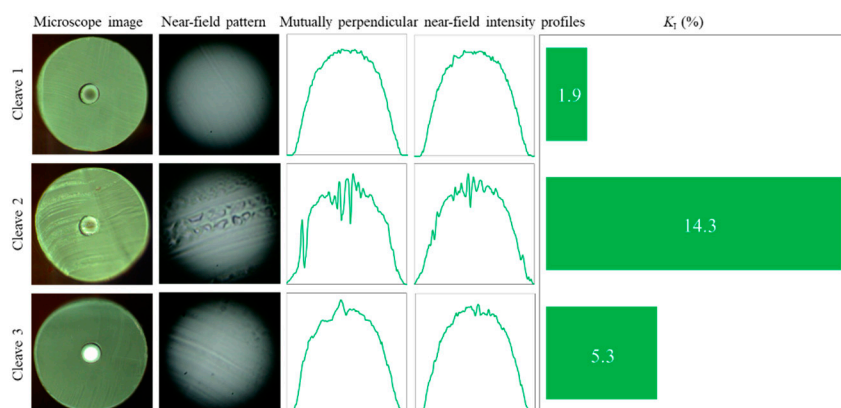 Microscope image Near-field pattern Mutually perpendicular near-field intensity profiles K_I (%)
Cleave 1
1.9
Cleave 2
14.3
Cleave 3
5.3